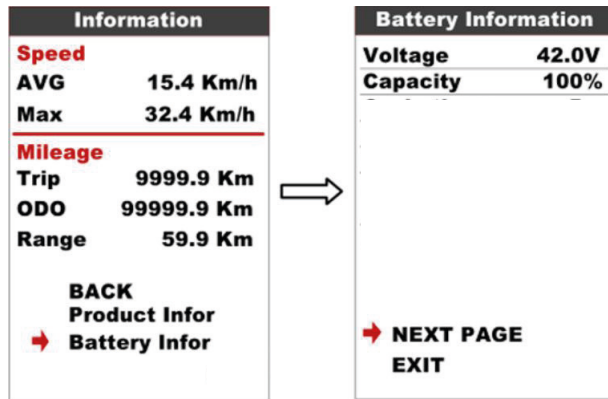 Information
Speed
AVG 15.4 Km/h
Max 32.4 Km/h
Mileage
Trip 9999.9 Km
ODO 99999.9 Km
Range 59.9 Km
BACK
Product Infor
Battery Infor
Battery Information
Voltage 42.0V
Capacity 100%
NEXT PAGE
EXIT